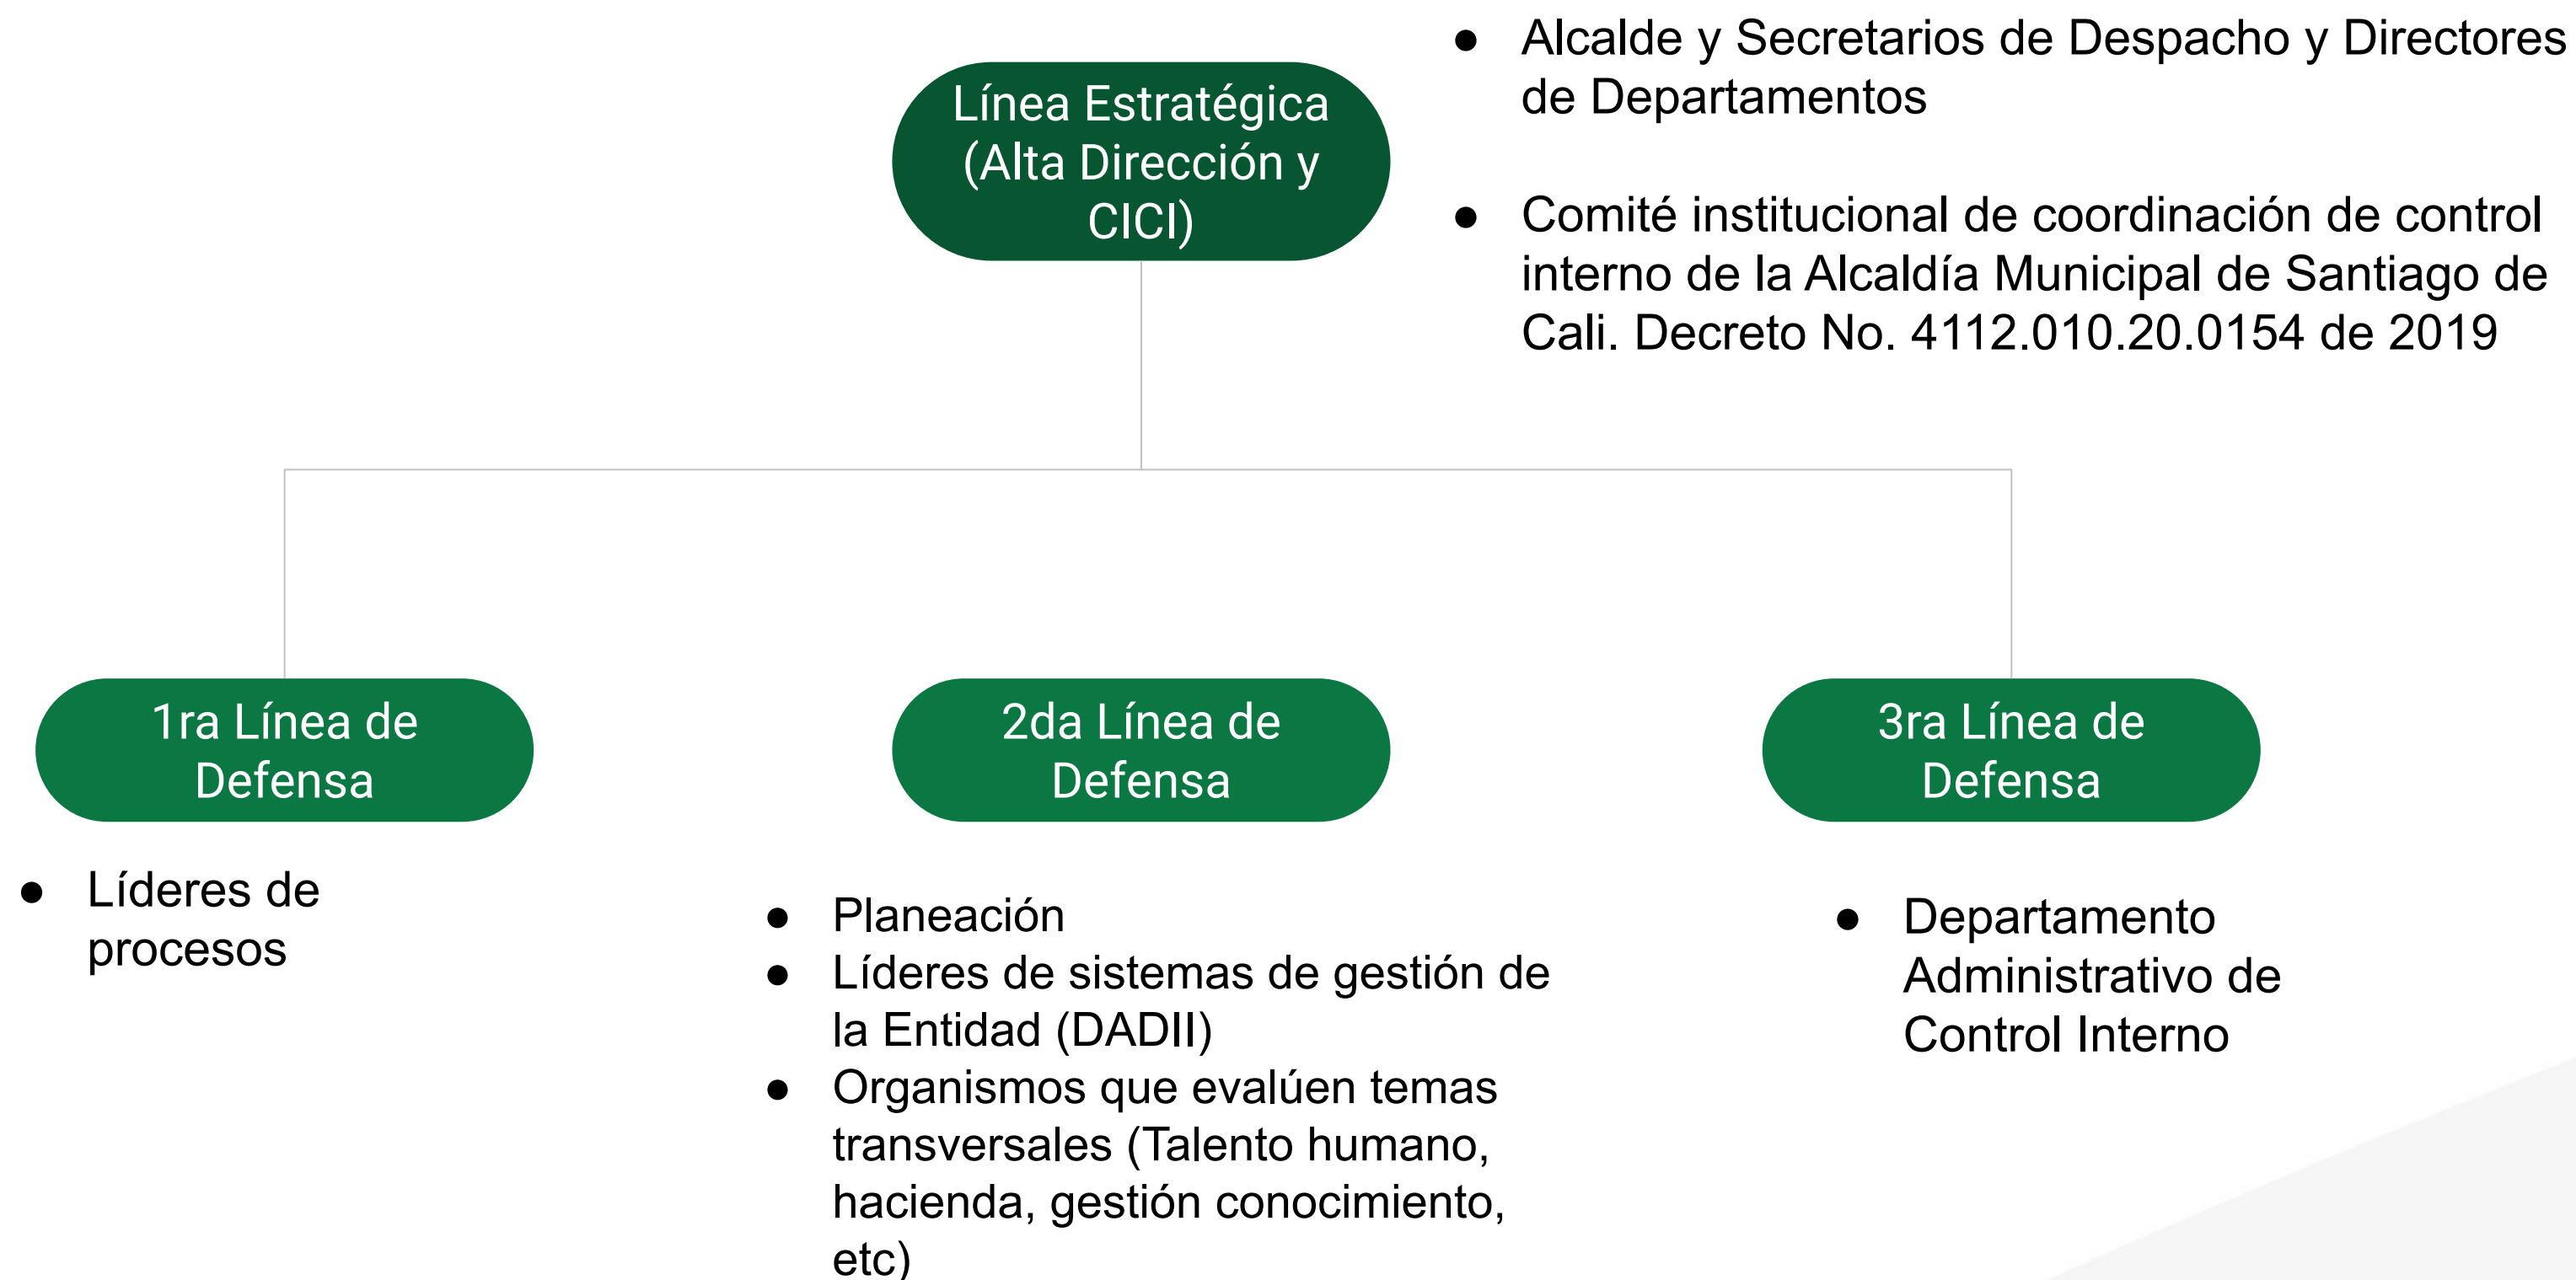 Línea Estratégica
(Alta Dirección y
CICI)
● Alcalde y Secretarios de Despacho y Directores
de Departamentos
● Comité institucional de coordinación de control
interno de la Alcaldía Municipal de Santiago de
Cali. Decreto No. 4112.010.20.0154 de 2019
1ra Línea de
Defensa
● Líderes de
procesos
2da Línea de
Defensa
● Planeación
● Líderes de sistemas de gestión de
la Entidad (DADII)
● Organismos que evalúen temas
transversales (Talento humano,
hacienda, gestión conocimiento,
etc)
3ra Línea de
Defensa
● Departamento
Administrativo de
Control Interno